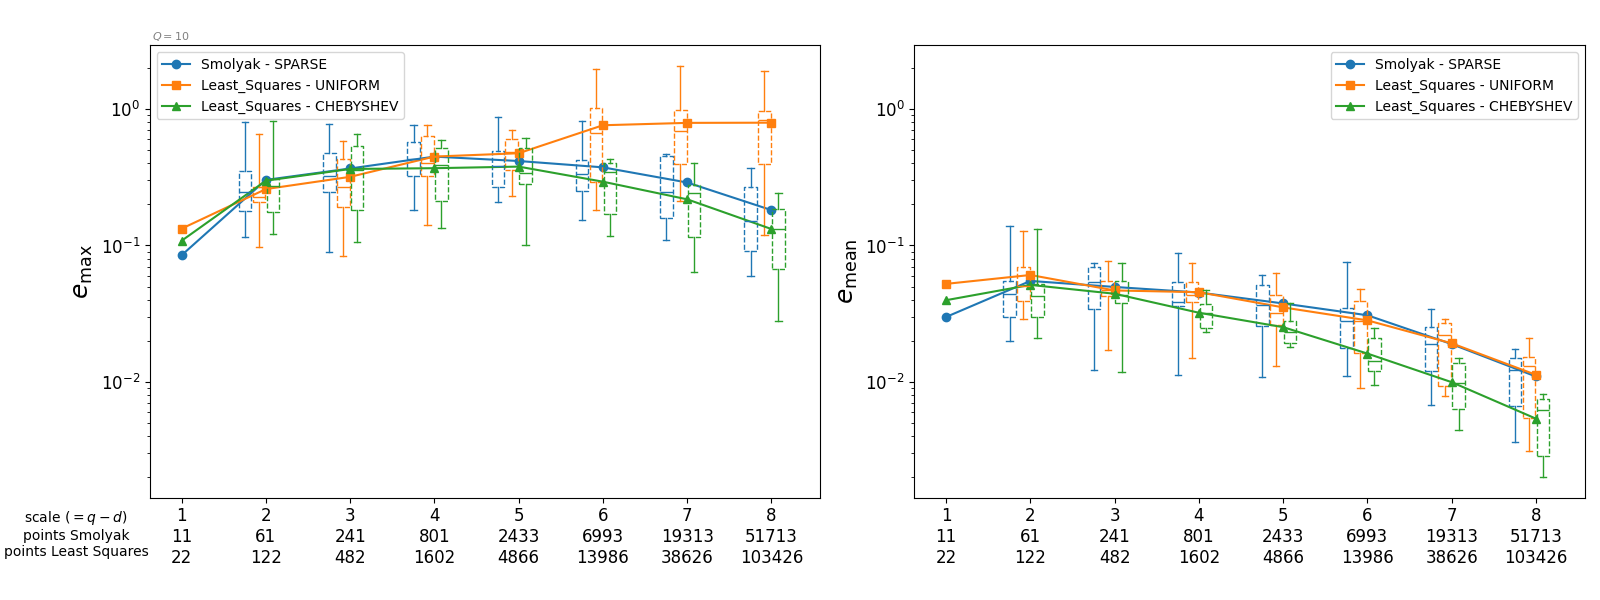 Q = 10
Smolyak - SPARSE
Least_Squares - UNIFORM
Least_Squares - CHEBYSHEV
10^0
10^-1
10^-2
e_max
scale (= q − d) 1 2 3 4 5 6 7 8
points Smolyak 11 61 241 801 2433 6993 19313 51713
points Least Squares 22 122 482 1602 4866 13986 38626 103426
Smolyak - SPARSE
Least_Squares - UNIFORM
Least_Squares - CHEBYSHEV
10^0
10^-1
10^-2
e_mean
1 2 3 4 5 6 7 8
11 61 241 801 2433 6993 19313 51713
22 122 482 1602 4866 13986 38626 103426